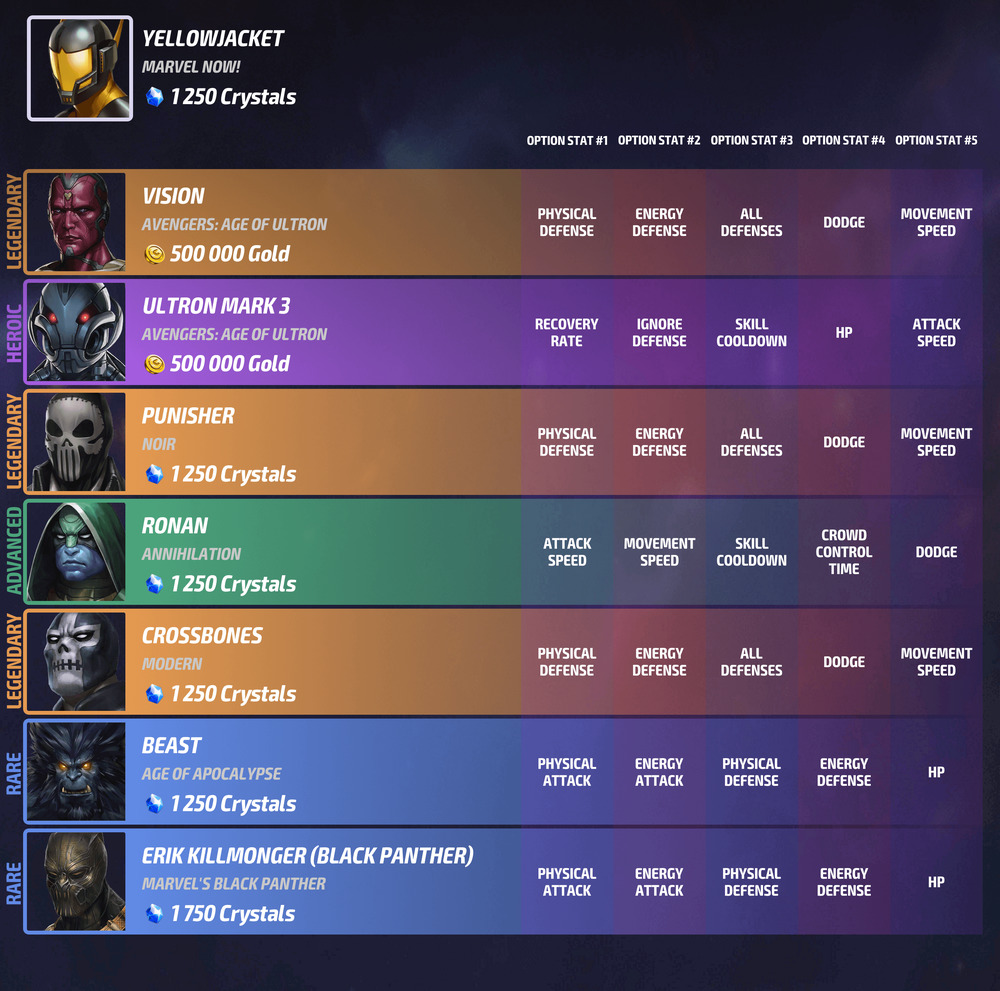 YELLOWJACKET
MARVEL NOW!
1 250 Crystals
OPTION STAT #1 OPTION STAT #2 OPTION STAT #3 OPTION STAT #4 OPTION STAT #5
LEGENDARY
VISION
AVENGERS: AGE OF ULTRON
500 000 Gold
PHYSICAL
DEFENSE
ENERGY
DEFENSE
ALL
DEFENSES
DODGE
MOVEMENT
SPEED
HEROIC
ULTRON MARK 3
AVENGERS: AGE OF ULTRON
500 000 Gold
RECOVERY
RATE
IGNORE
DEFENSE
SKILL
COOLDOWN
HP
ATTACK
SPEED
LEGENDARY
PUNISHER
NOIR
1 250 Crystals
PHYSICAL
DEFENSE
ENERGY
DEFENSE
ALL
DEFENSES
DODGE
MOVEMENT
SPEED
ADVANCED
RONAN
ANNIHILATION
1 250 Crystals
ATTACK
SPEED
MOVEMENT
SPEED
SKILL
COOLDOWN
CROWD
CONTROL
TIME
DODGE
LEGENDARY
CROSSBONES
MODERN
1 250 Crystals
PHYSICAL
DEFENSE
ENERGY
DEFENSE
ALL
DEFENSES
DODGE
MOVEMENT
SPEED
RARE
BEAST
AGE OF APOCALYPSE
1 250 Crystals
PHYSICAL
ATTACK
ENERGY
ATTACK
PHYSICAL
DEFENSE
ENERGY
DEFENSE
HP
RARE
ERIK KILLMONGER (BLACK PANTHER)
MARVEL'S BLACK PANTHER
1 750 Crystals
PHYSICAL
ATTACK
ENERGY
ATTACK
PHYSICAL
DEFENSE
ENERGY
DEFENSE
HP